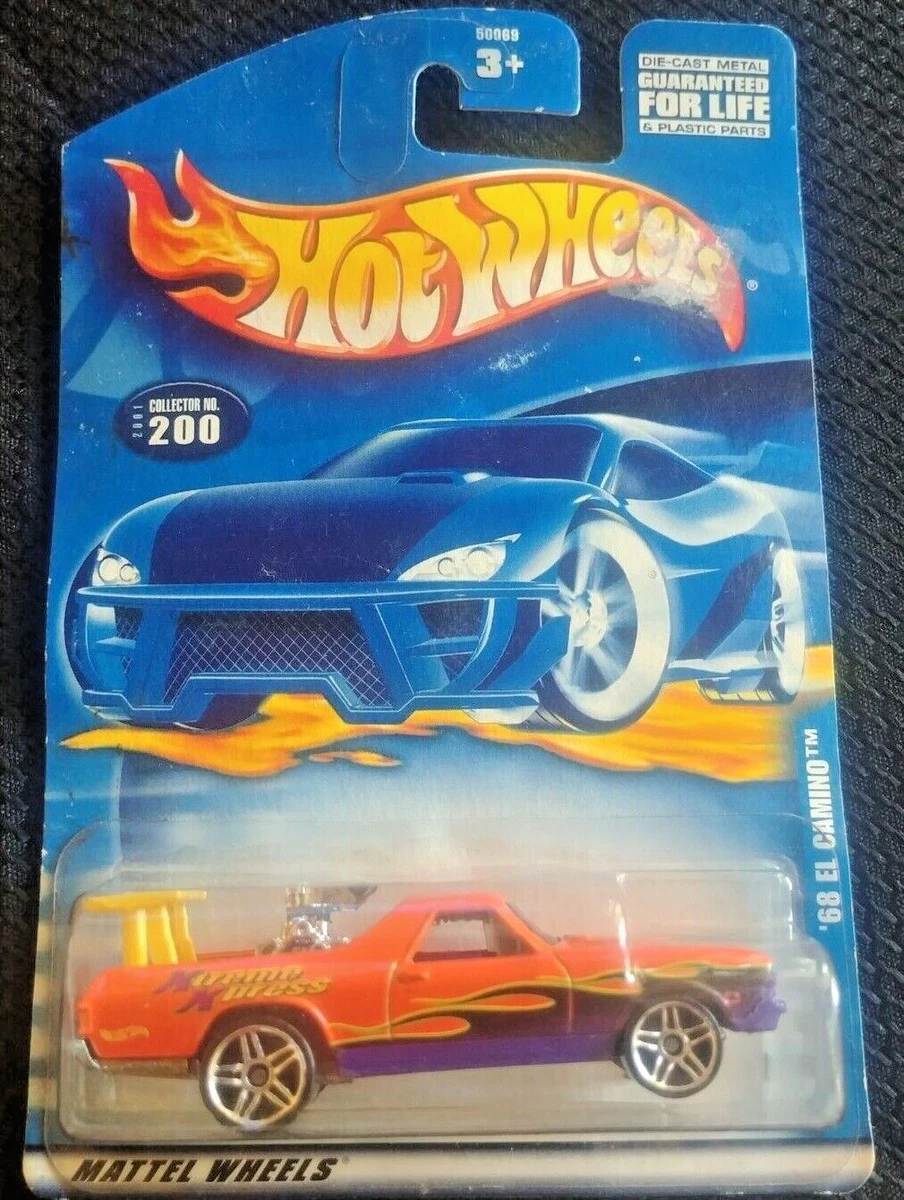 50069
3+
DIE-CAST METAL
GUARANTEED
FOR LIFE
& PLASTIC PARTS
HOT WHEELS®
2001
COLLECTOR NO.
200
'68 EL CAMINO™
Xtreme
Xpress
MATTEL WHEELS®